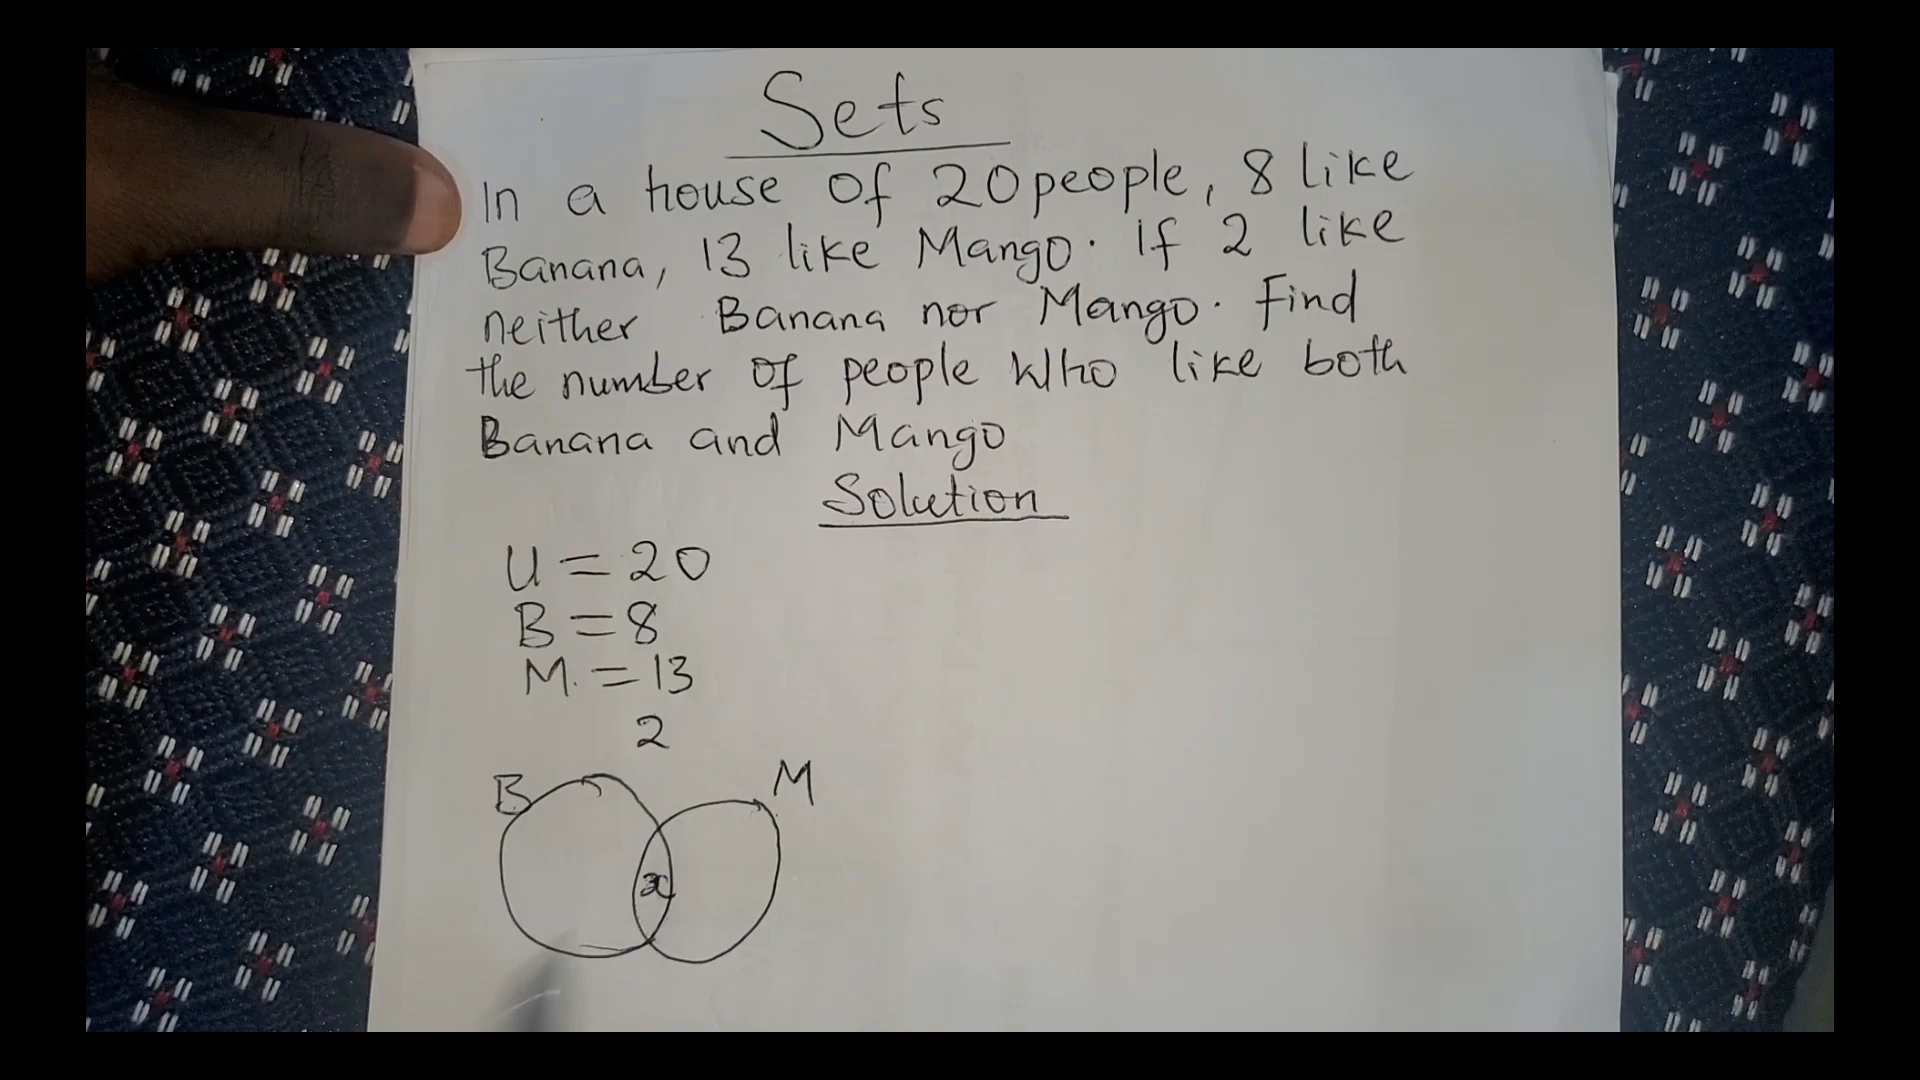 Sets
In a house of 20 people, 8 like
Banana, 13 like Mango. If 2 like
neither Banana nor Mango. Find
the number of people Who like both
Banana and Mango
Solution
U = 20
B = 8
M. = 13
2
B M
x